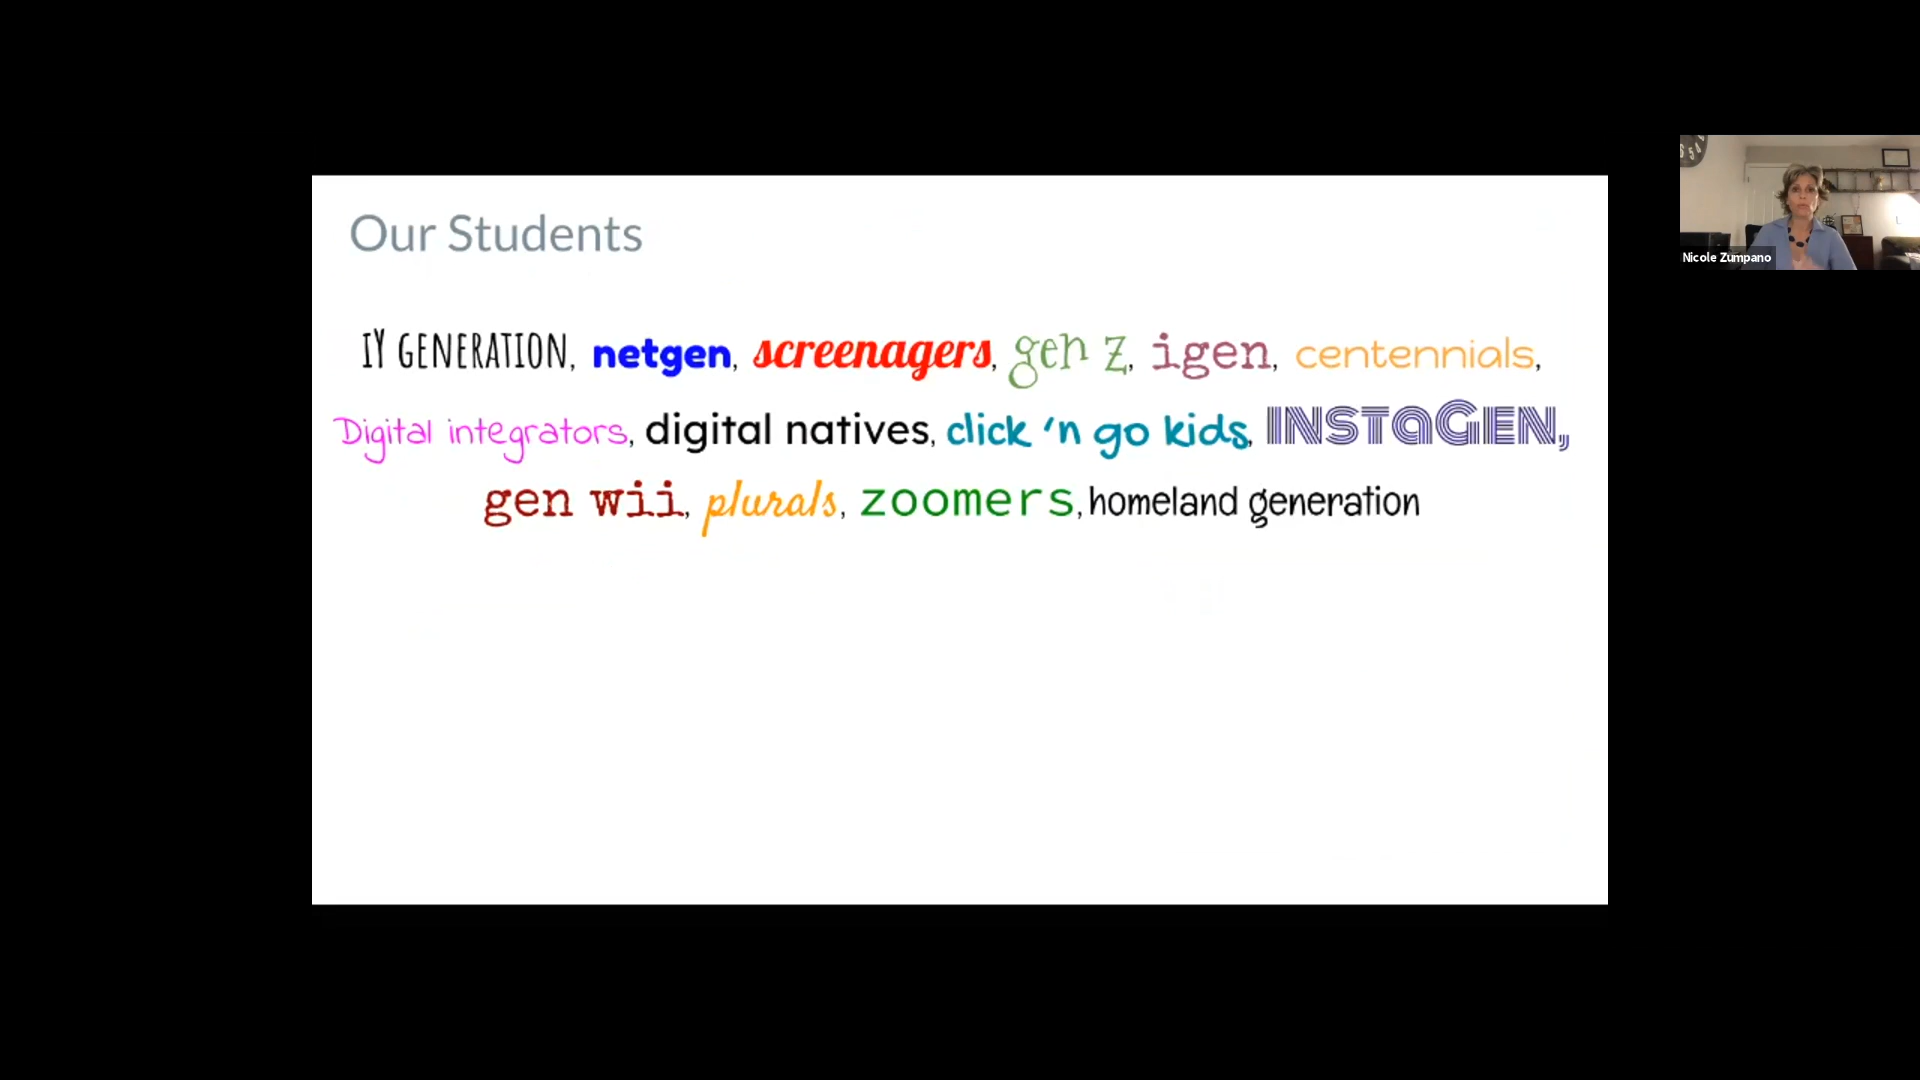 Our Students
IY GENERATION, netgen, screenagers, gen z, igen, centennials,
Digital integrators, digital natives, click 'n go kids, INSTaGEN,
gen wii, plurals, zoomers, homeland generation
Nicole Zumpano